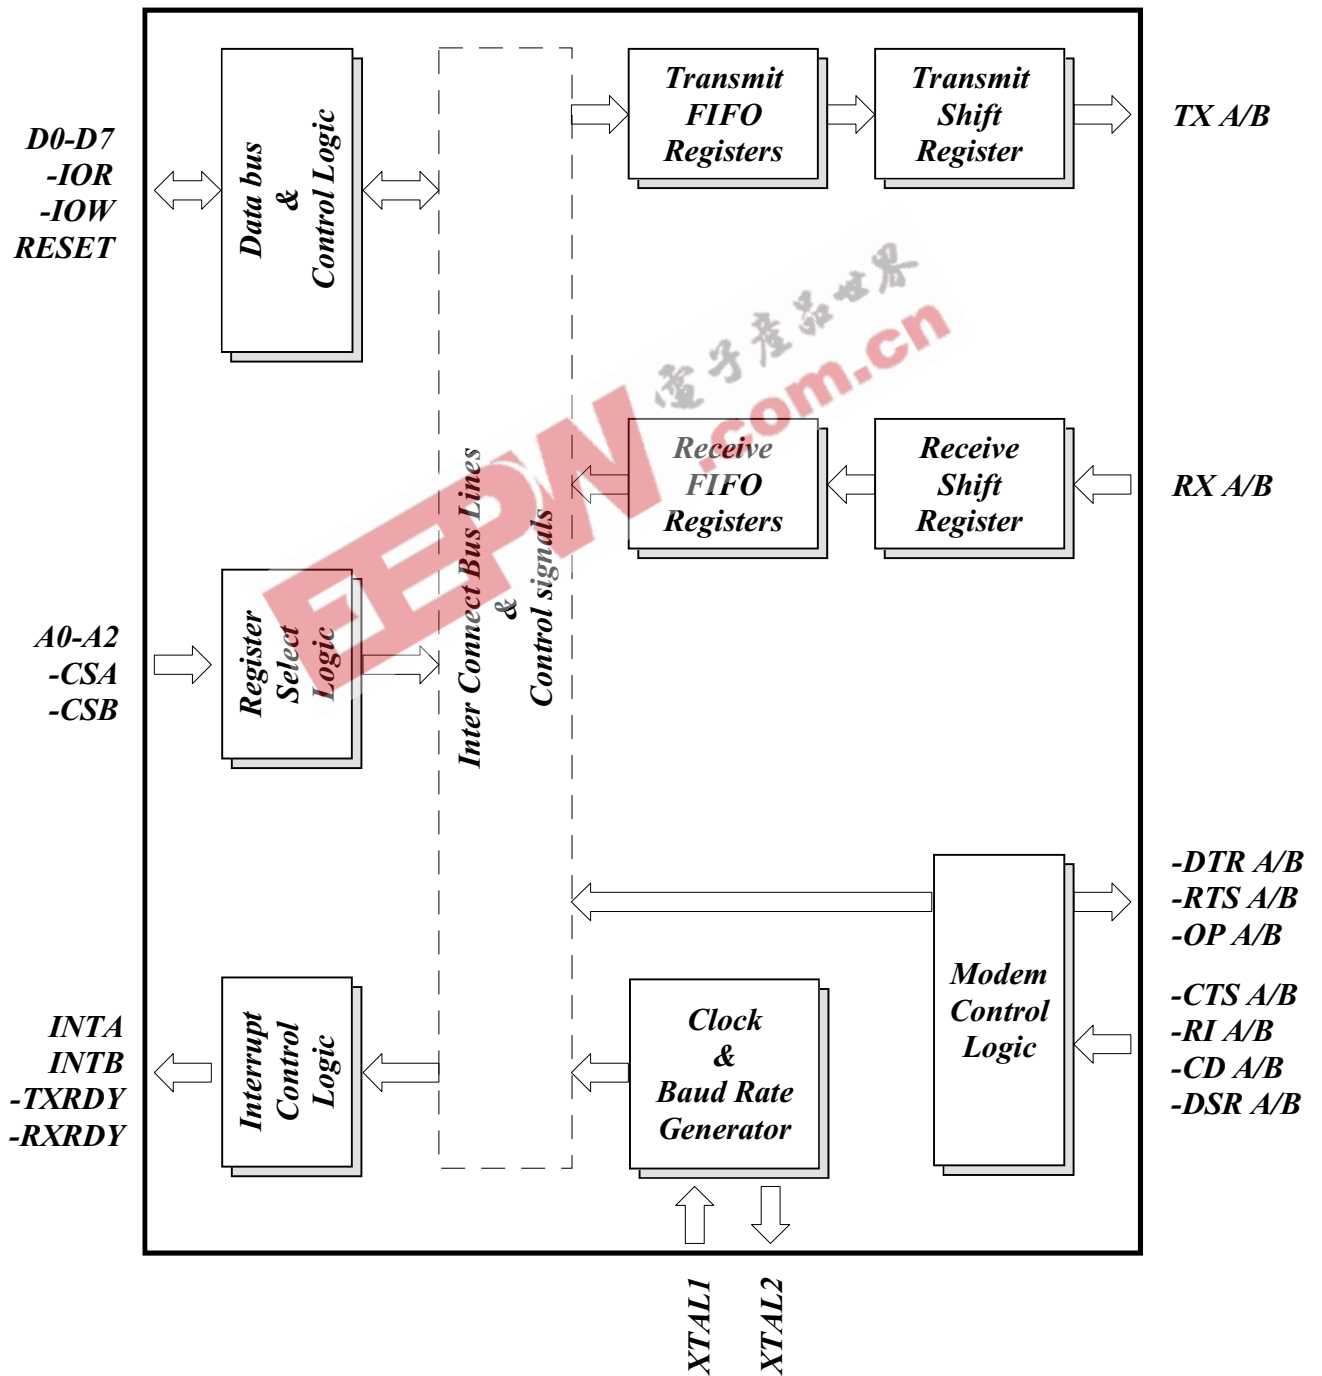 D0-D7
-IOR
-IOW
RESET
Data bus
&
Control Logic
A0-A2
-CSA
-CSB
Register
Select
Logic
INTA
INTB
-TXRDY
-RXRDY
Interrupt
Control
Logic
Inter Connect Bus Lines
&
Control signals
Transmit
FIFO
Registers
Transmit
Shift
Register
TX A/B
電子產品世界
EEPW
.com.cn
Receive
FIFO
Registers
Receive
Shift
Register
RX A/B
Clock
&
Baud Rate
Generator
Modem
Control
Logic
-DTR A/B
-RTS A/B
-OP A/B
-CTS A/B
-RI A/B
-CD A/B
-DSR A/B
XTAL1
XTAL2